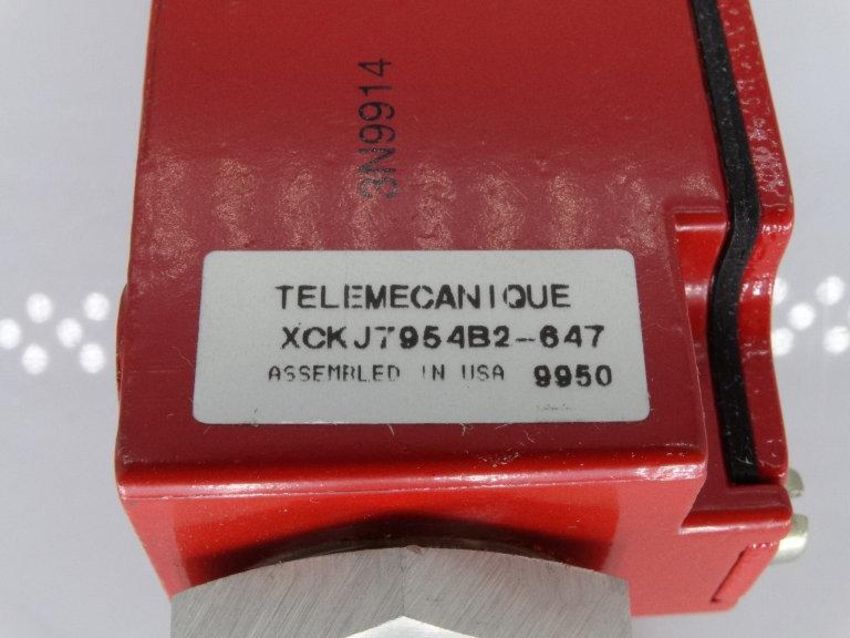 3N9914
TELEMECANIQUE
XCKJ7954B2-647
ASSEMBLED IN USA 9950